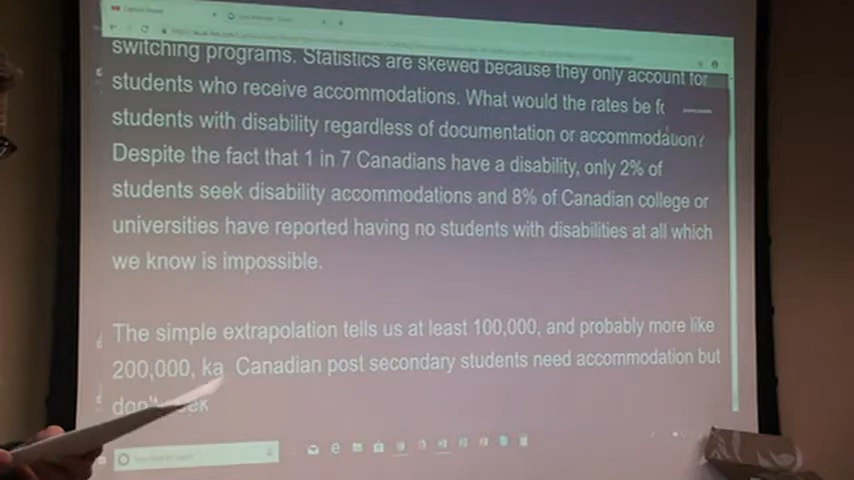 switching programs. Statistics are skewed because they only account for
students who receive accommodations. What would the rates be fo
students with disability regardless of documentation or accommodation?
Despite the fact that 1 in 7 Canadians have a disability, only 2% of
students seek disability accommodations and 8% of Canadian college or
universities have reported having no students with disabilities at all which
we know is impossible.
The simple extrapolation tells us at least 100,000, and probably more like
200,000, ka Canadian post secondary students need accommodation but